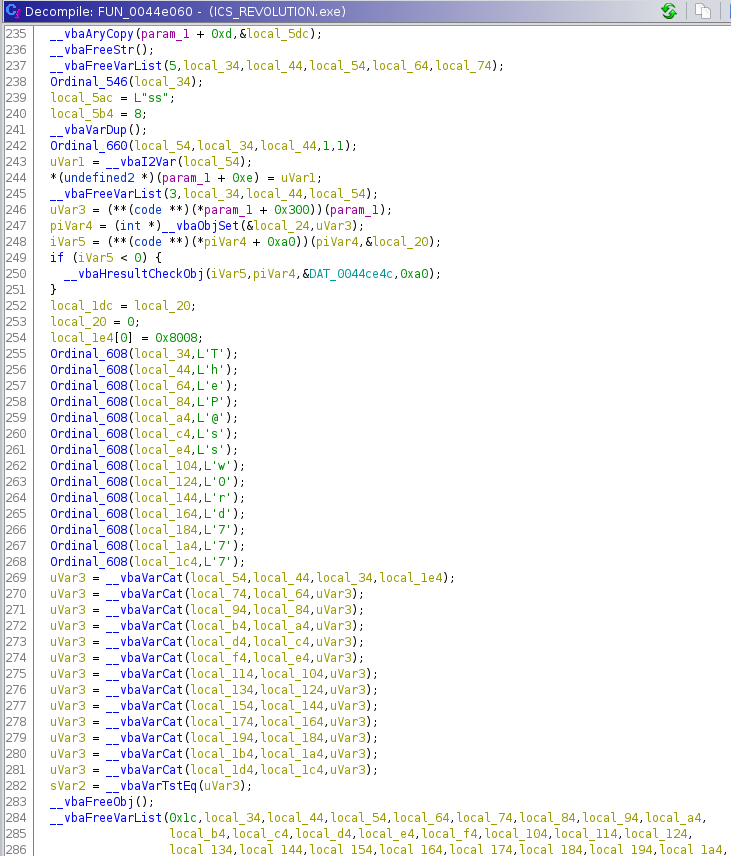 Decompile: FUN_0044e060 - (ICS_REVOLUTION.exe)
235 __vbaAryCopy(param_1 + 0xd,&local_5dc);
236 __vbaFreeStr();
237 __vbaFreeVarList(5,local_34,local_44,local_54,local_64,local_74);
238 Ordinal_546(local_34);
239 local_5ac = L"ss";
240 local_5b4 = 8;
241 __vbaVarDup();
242 Ordinal_660(local_54,local_34,local_44,1,1);
243 uVar1 = __vbaI2Var(local_54);
244 *(undefined2 *)(param_1 + 0xe) = uVar1;
245 __vbaFreeVarList(3,local_34,local_44,local_54);
246 uVar3 = (**(code **)(*param_1 + 0x300))(param_1);
247 piVar4 = (int *)__vbaObjSet(&local_24,uVar3);
248 iVar5 = (**(code **)(*piVar4 + 0xa0))(piVar4,&local_20);
249 if (iVar5 < 0) {
250 __vbaHresultCheckObj(iVar5,piVar4,&DAT_0044ce4c,0xa0);
251 }
252 local_1dc = local_20;
253 local_20 = 0;
254 local_1e4[0] = 0x8008;
255 Ordinal_608(local_34,L'T');
256 Ordinal_608(local_44,L'h');
257 Ordinal_608(local_64,L'e');
258 Ordinal_608(local_84,L'P');
259 Ordinal_608(local_a4,L'@');
260 Ordinal_608(local_c4,L's');
261 Ordinal_608(local_e4,L's');
262 Ordinal_608(local_104,L'w');
263 Ordinal_608(local_124,L'0');
264 Ordinal_608(local_144,L'r');
265 Ordinal_608(local_164,L'd');
266 Ordinal_608(local_184,L'7');
267 Ordinal_608(local_1a4,L'7');
268 Ordinal_608(local_1c4,L'7');
269 uVar3 = __vbaVarCat(local_54,local_44,local_34,local_1e4);
270 uVar3 = __vbaVarCat(local_74,local_64,uVar3);
271 uVar3 = __vbaVarCat(local_94,local_84,uVar3);
272 uVar3 = __vbaVarCat(local_b4,local_a4,uVar3);
273 uVar3 = __vbaVarCat(local_d4,local_c4,uVar3);
274 uVar3 = __vbaVarCat(local_f4,local_e4,uVar3);
275 uVar3 = __vbaVarCat(local_114,local_104,uVar3);
276 uVar3 = __vbaVarCat(local_134,local_124,uVar3);
277 uVar3 = __vbaVarCat(local_154,local_144,uVar3);
278 uVar3 = __vbaVarCat(local_174,local_164,uVar3);
279 uVar3 = __vbaVarCat(local_194,local_184,uVar3);
280 uVar3 = __vbaVarCat(local_1b4,local_1a4,uVar3);
281 uVar3 = __vbaVarCat(local_1d4,local_1c4,uVar3);
282 sVar2 = __vbaVarTstEq(uVar3);
283 __vbaFreeObj();
284 __vbaFreeVarList(0x1c,local_34,local_44,local_54,local_64,local_74,local_84,local_94,local_a4,
285 local_b4,local_c4,local_d4,local_e4,local_f4,local_104,local_114,local_124,
286 local_134,local_144,local_154,local_164,local_174,local_184,local_194,local_1a4,